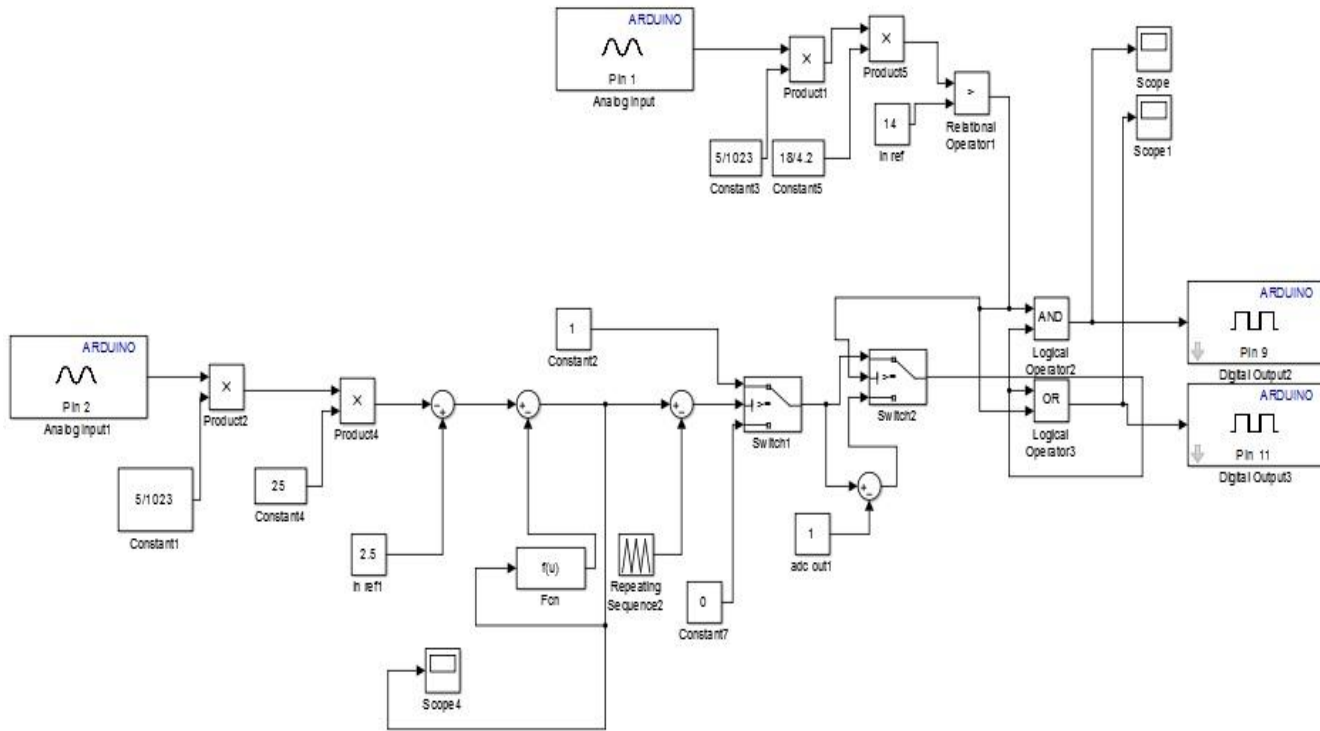 ARDUINO
Pin 1
Analog Input
X
Product1
X
Product5
>
Relational
Operator1
14
In ref
5/1023
Constant3
18/4.2
Constant5
Scope
Scope1
ARDUINO
Pin 2
Analog Input1
X
Product2
X
Product4
5/1023
Constant1
25
Constant4
2.5
In ref1
f(u)
Fcn
Scope4
1
Constant2
Repeating
Sequence2
0
Constant7
>=
Switch1
>=
Switch2
1
adc out1
AND
Logical
Operator2
OR
Logical
Operator3
ARDUINO
Pin 9
Digital Output2
ARDUINO
Pin 11
Digital Output3